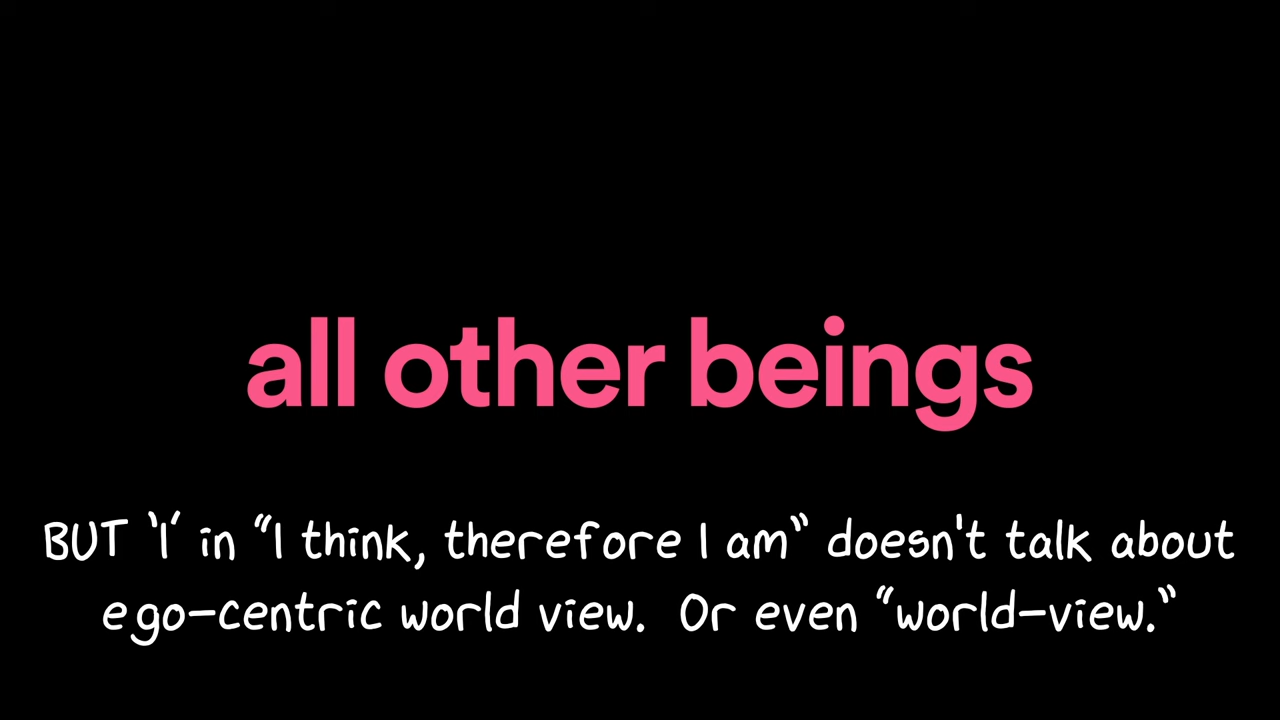 all other beings
BUT ‘I‘ in “I think, therefore I am” doesn't talk about
ego-centric world view.  Or even “world-view.”